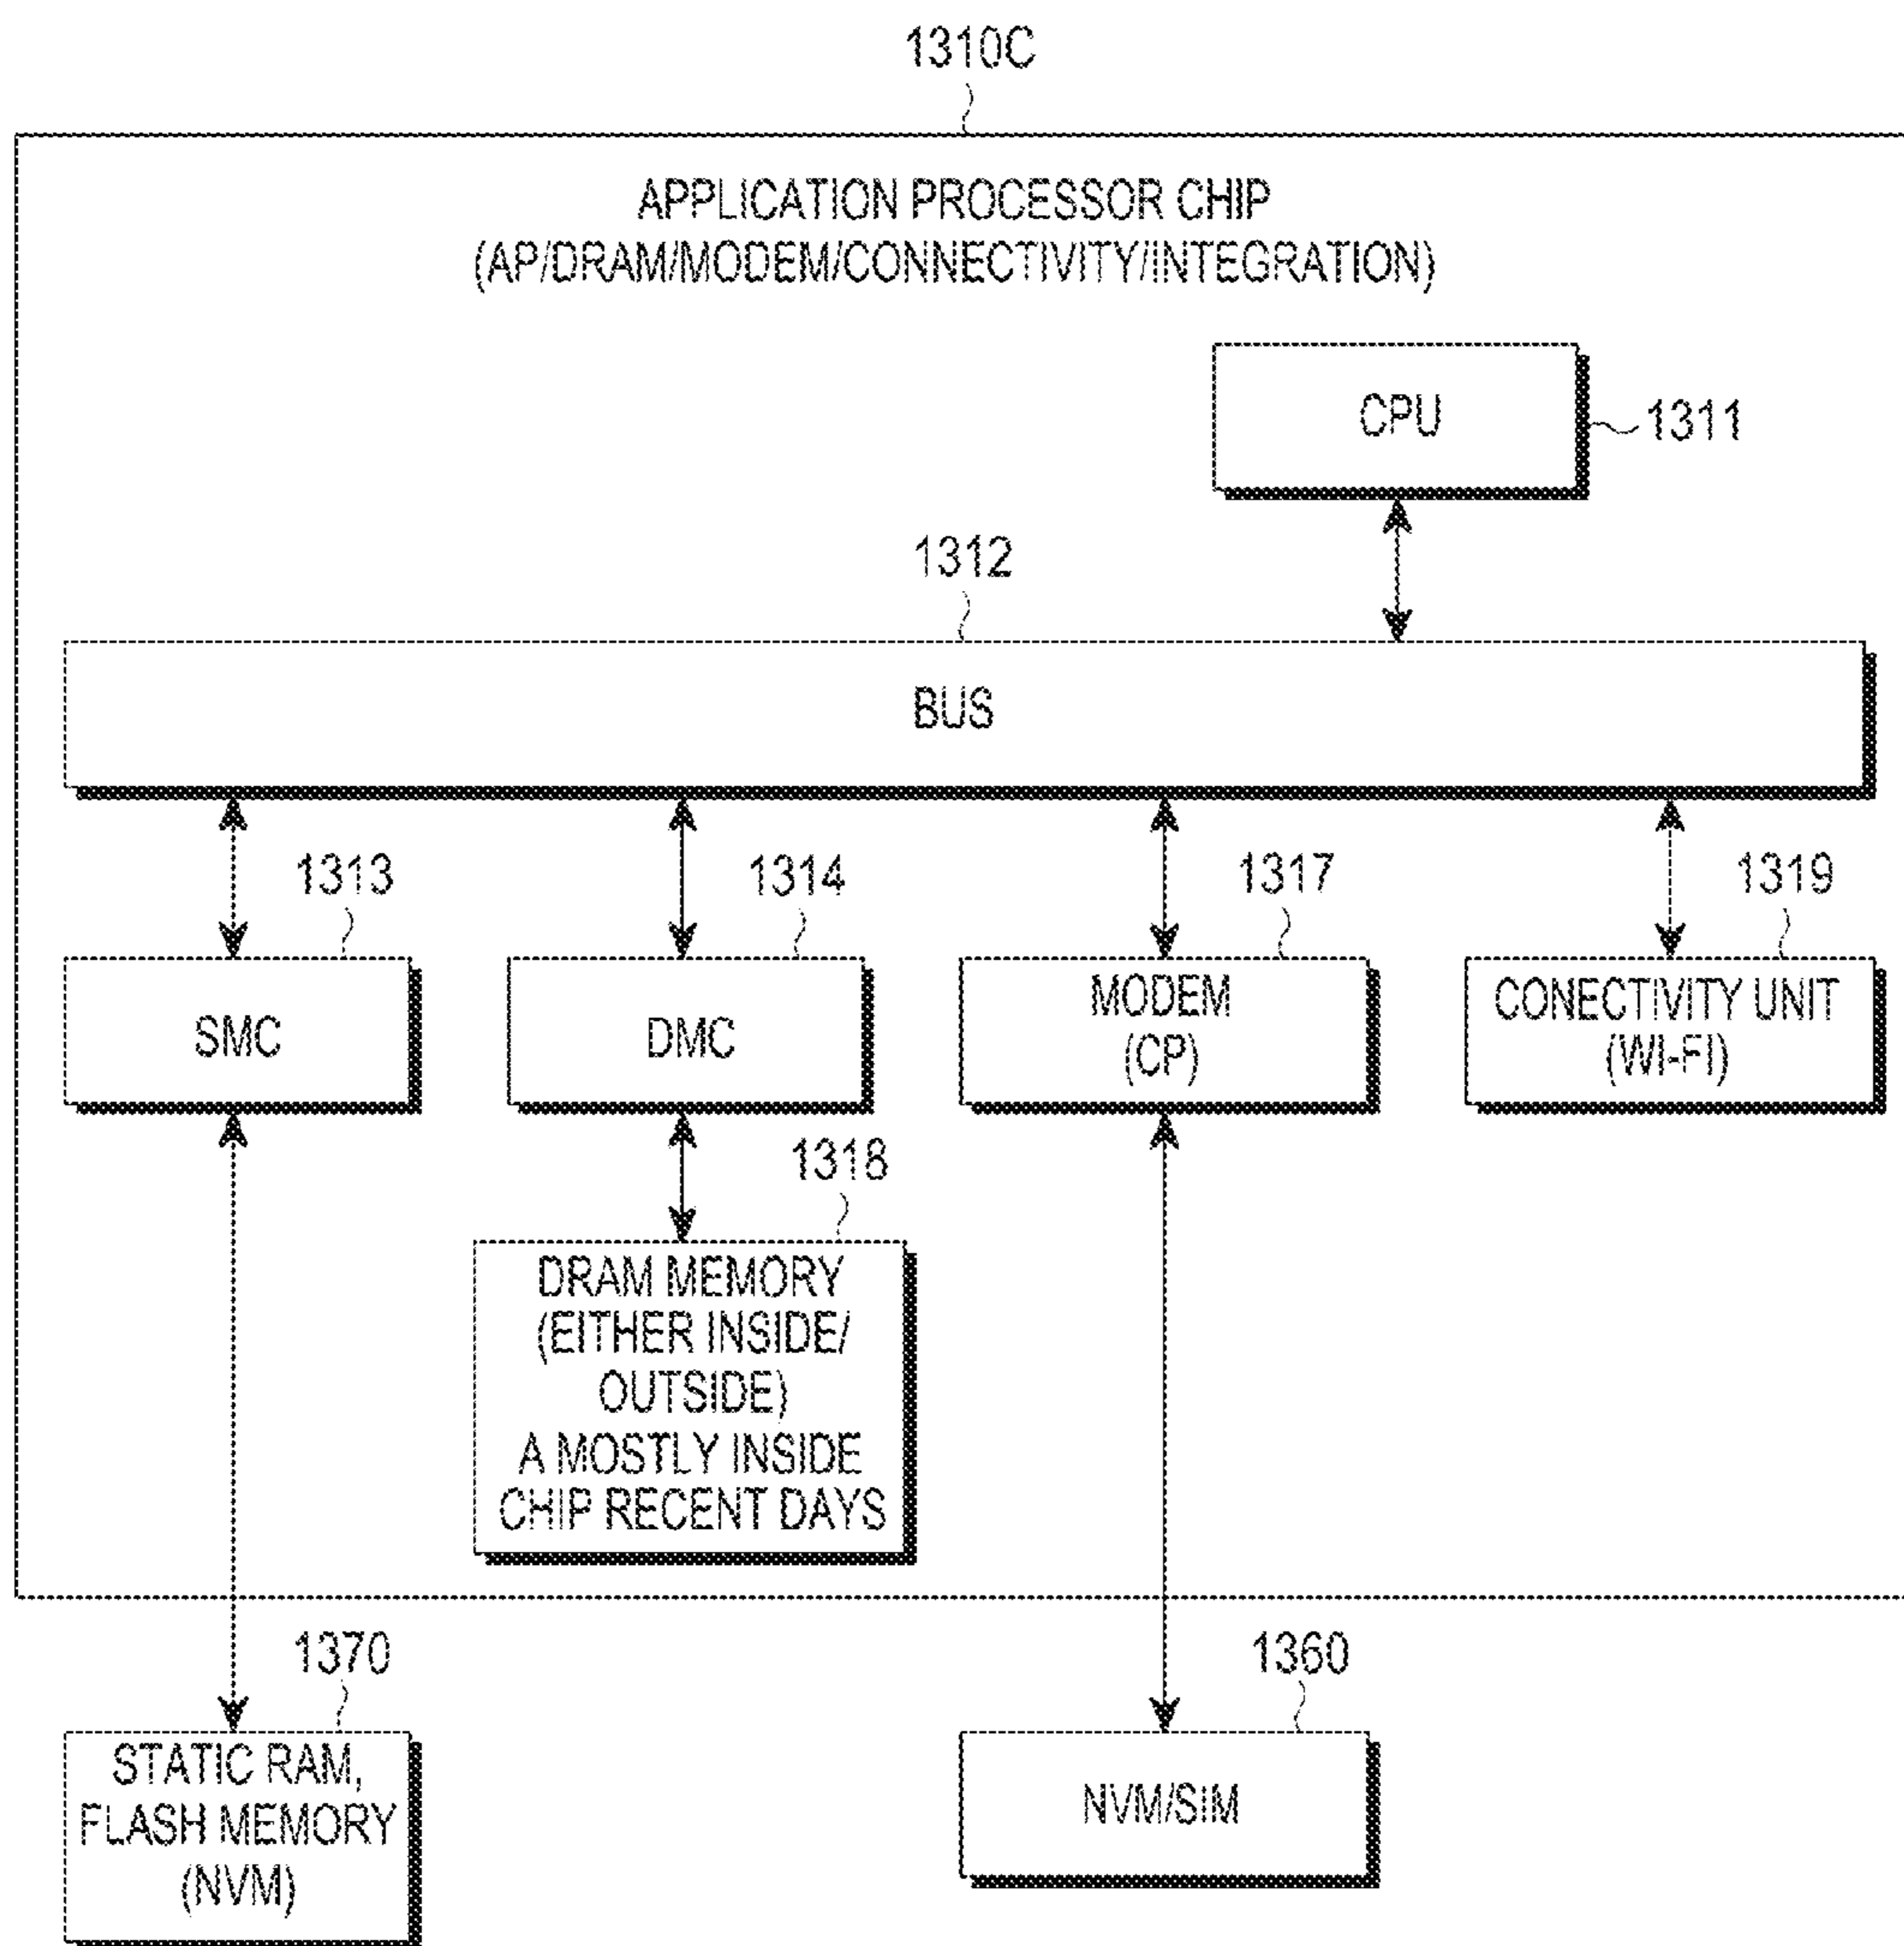 1310C
APPLICATION PROCESSOR CHIP
(AP/DRAM/MODEM/CONNECTIVITY/INTEGRATION)
CPU
1311
1312
BUS
1313
1314
1317
1319
SMC
DMC
MODEM
(CP)
CONECTIVITY UNIT
(WI-FI)
1318
DRAM MEMORY
(EITHER INSIDE/
OUTSIDE)
A MOSTLY INSIDE
CHIP RECENT DAYS
1370
1360
STATIC RAM,
FLASH MEMORY
(NVM)
NVM/SIM